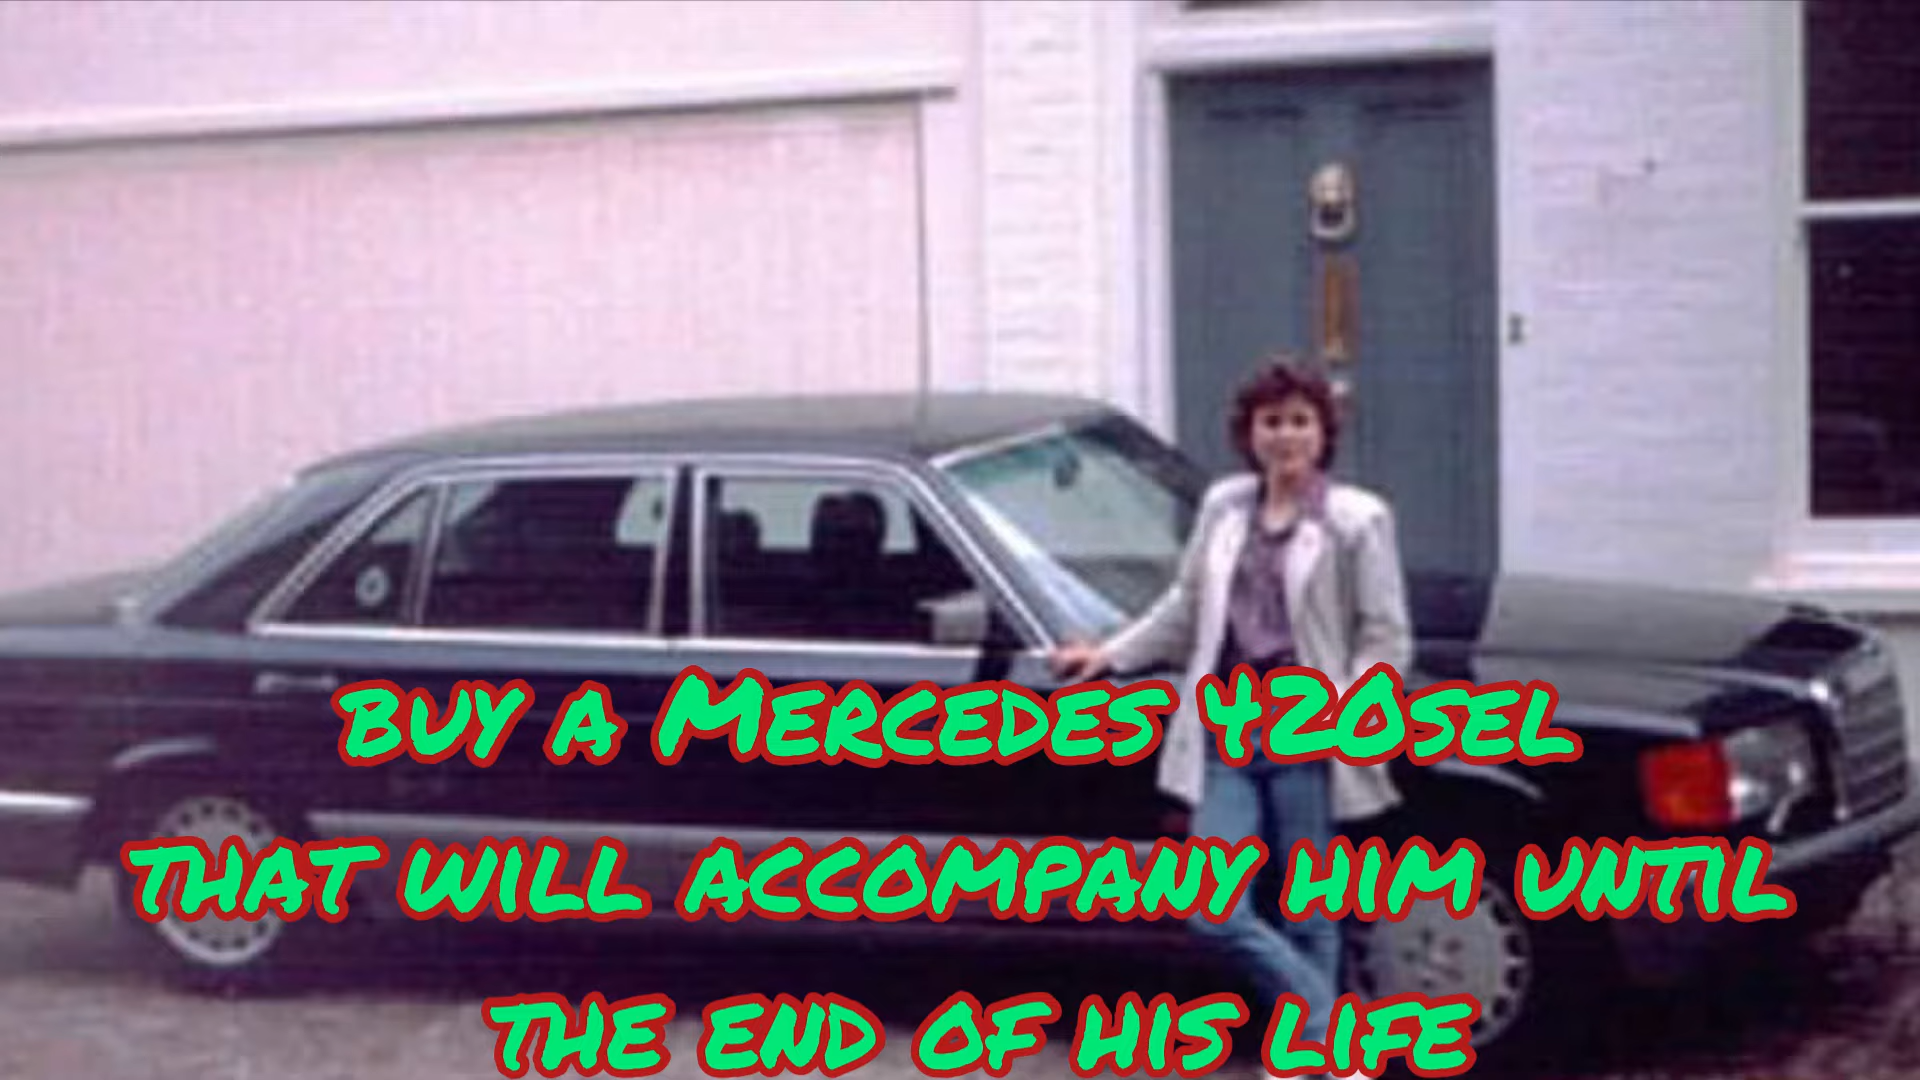 BUY A MERCEDES 420SEL
THAT WILL ACCOMPANY HIM UNTIL
THE END OF HIS LIFE